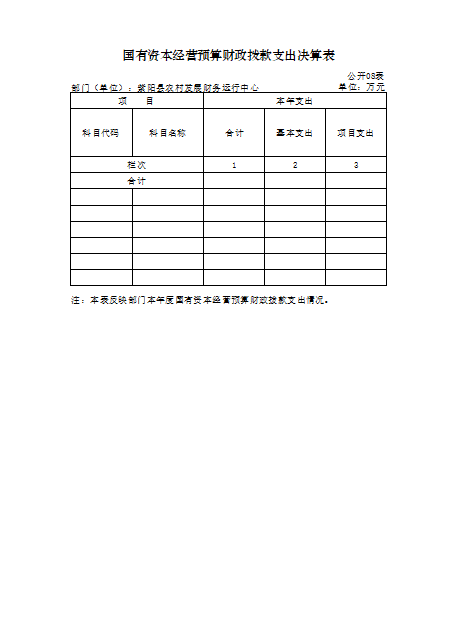 国有资本经营预算财政拨款支出决算表
公开08表
部门（单位）：紫阳县农村发展财务运行中心 单位：万元
项 目 本年支出
科目代码 科目名称 合计 基本支出 项目支出
栏次 1 2 3
合计
注：本表反映部门本年度国有资本经营预算财政拨款支出情况。